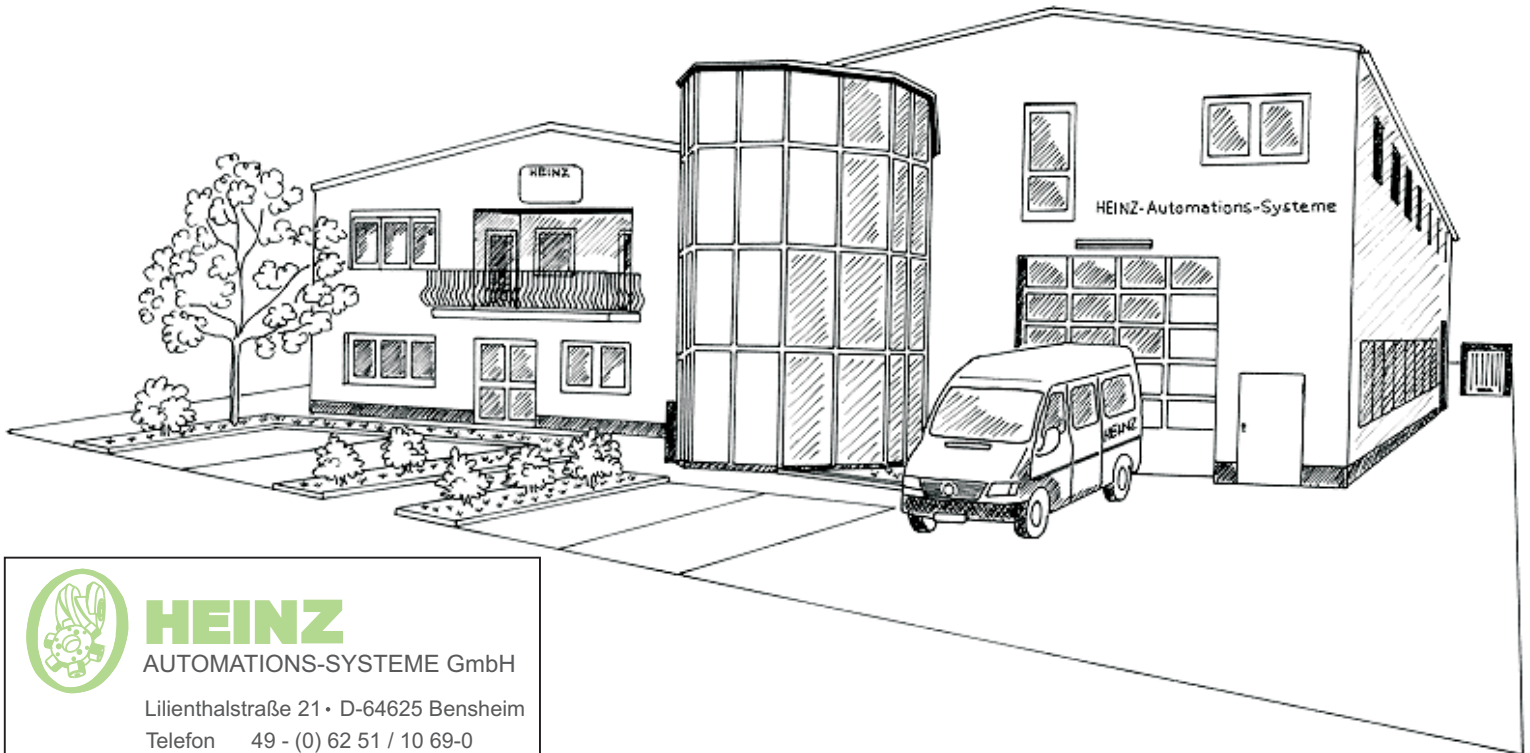 HEINZ
HEINZ-Automations-Systeme
HEINZ
HEINZ
AUTOMATIONS-SYSTEME GmbH
Lilienthalstraße 21 • D-64625 Bensheim
Telefon 49 - (0) 62 51 / 10 69-0